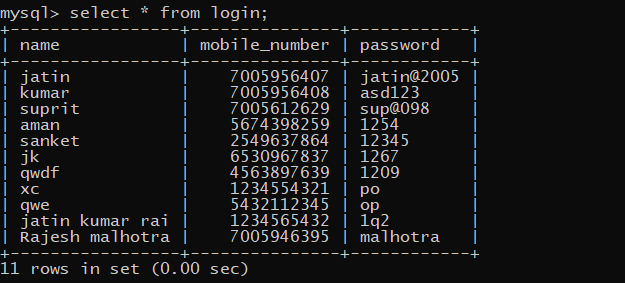 mysql> select * from login;
+-----------------+---------------+-----------+
| name            | mobile_number | password  |
+-----------------+---------------+-----------+
| jatin           |    7005956407 | jatin@2005 |
| kumar           |    7005956408 | asd123    |
| suprit          |    7005612629 | sup@098   |
| aman            |    5674398259 | 1254      |
| sanket          |    2549637864 | 12345     |
| jk              |    6530967837 | 1267      |
| qwdf            |    4563897639 | 1209      |
| xc              |    1234554321 | po        |
| qwe             |    5432112345 | op        |
| jatin kumar rai |    1234565432 | 1q2       |
| Rajesh malhotra |    7005946395 | malhotra  |
+-----------------+---------------+-----------+
11 rows in set (0.00 sec)